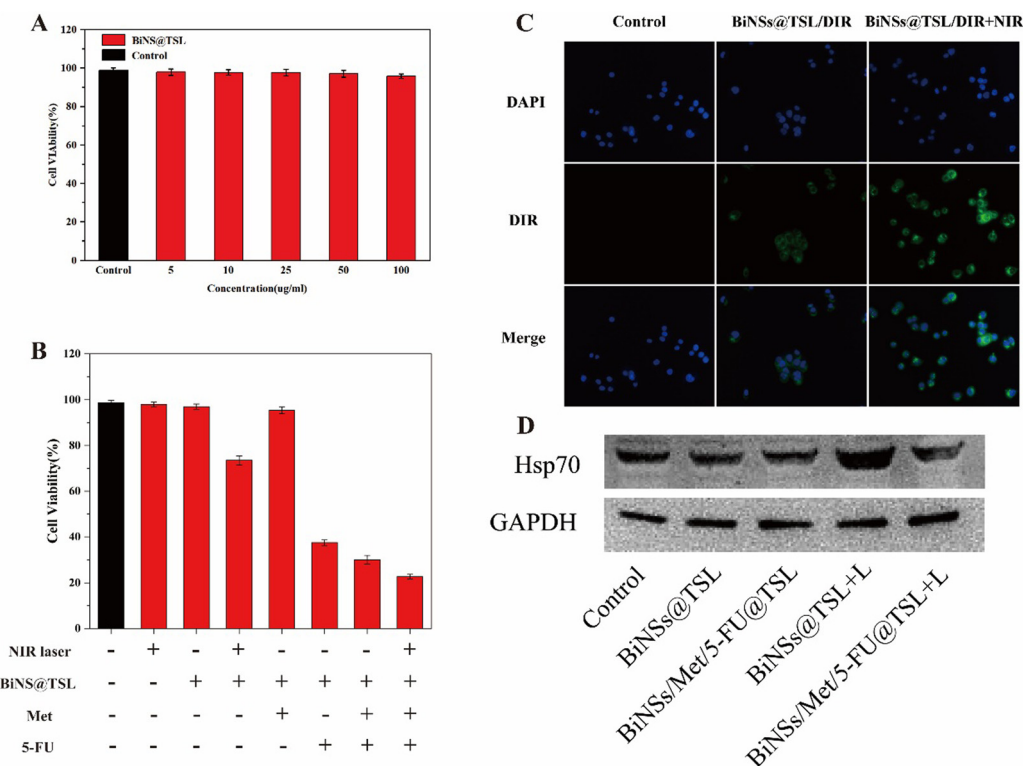 A
BiNS@TSL
Control
Cell VIAbility(%)
120
100
80
60
40
20
0
Control 5 10 25 50 100
Concentration(ug/ml)
B
Cell Viability(%)
120
100
80
60
40
20
0
NIR laser - + - + - - - +
BiNS@TSL - - + + + + + +
Met - - - - + - + +
5-FU - - - - - + + +
C
Control BiNSs@TSL/DIR BiNSs@TSL/DIR+NIR
DAPI
DIR
Merge
D
Hsp70
GAPDH
Control
BiNSs@TSL
BiNSs/Met/5-FU@TSL
BiNSs@TSL+L
BiNSs/Met/5-FU@TSL+L